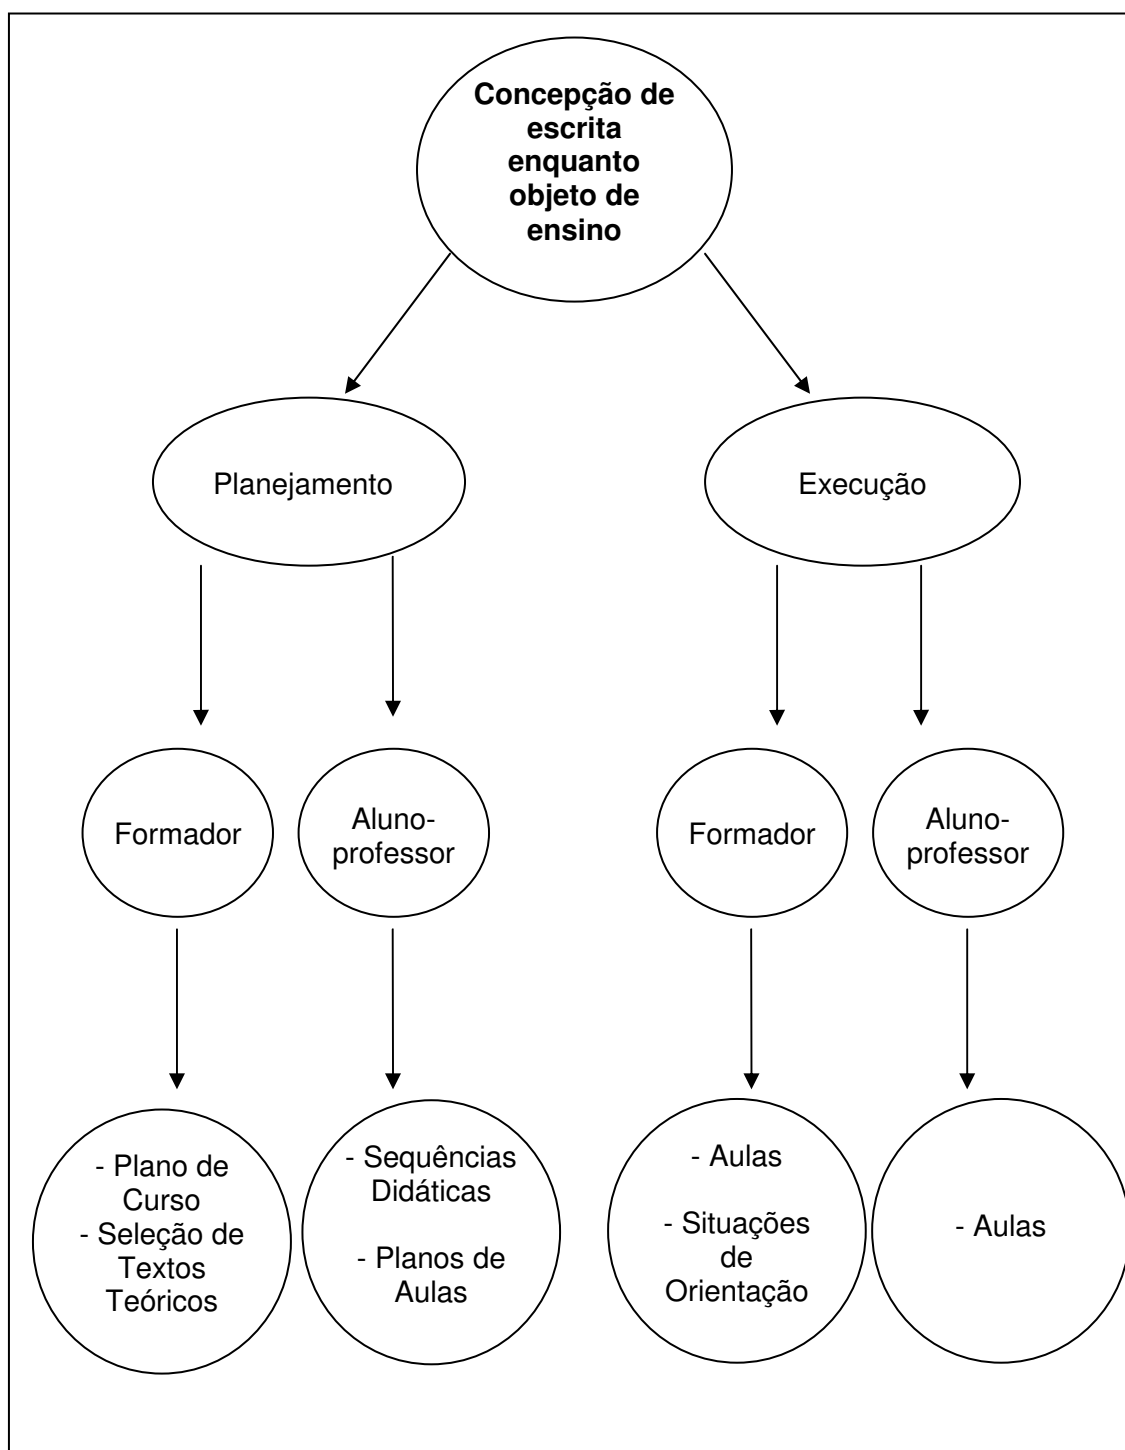 Concepção de
escrita
enquanto
objeto de
ensino
Planejamento
Execução
Formador
Aluno-
professor
Formador
Aluno-
professor
- Plano de
Curso
- Seleção de
Textos
Teóricos
- Sequências
Didáticas
- Planos de
Aulas
- Aulas
- Situações
de
Orientação
- Aulas